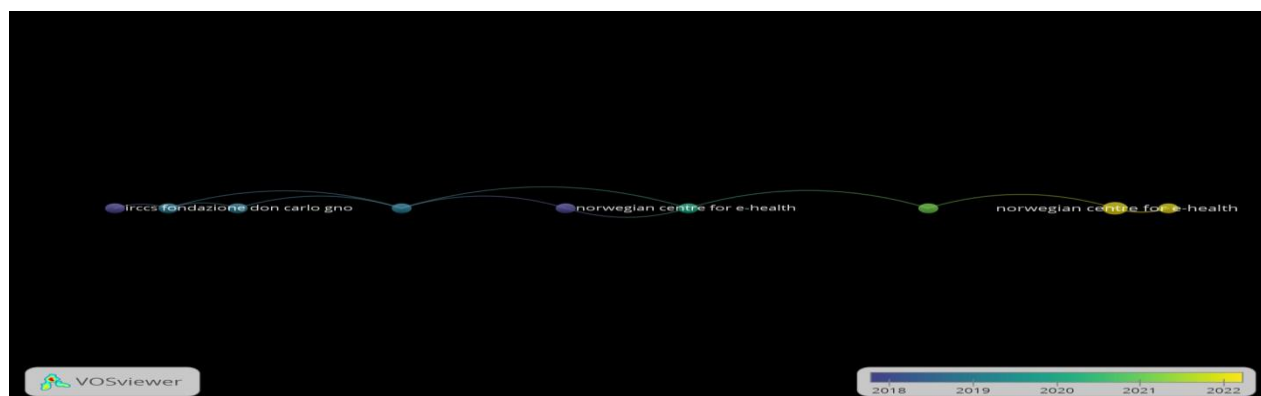 irccs fondazione don carlo gno
norwegian centre for e-health
norwegian centre for e-health
VOSviewer
2018 2019 2020 2021 2022